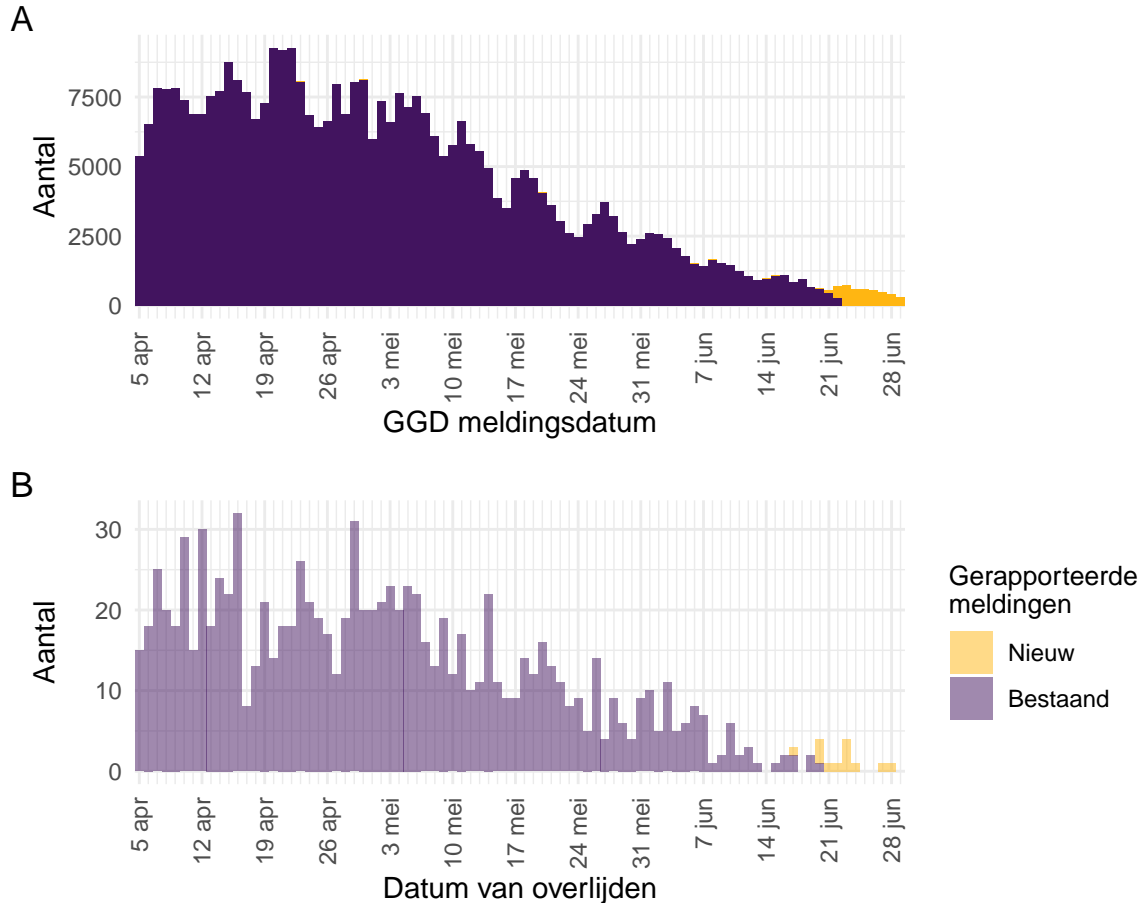 A
Aantal
7500
5000
2500
0
5 apr
12 apr
19 apr
26 apr
3 mei
10 mei
17 mei
24 mei
31 mei
7 jun
14 jun
21 jun
28 jun
GGD meldingsdatum
B
Aantal
30
20
10
0
5 apr
12 apr
19 apr
26 apr
3 mei
10 mei
17 mei
24 mei
31 mei
7 jun
14 jun
21 jun
28 jun
Datum van overlijden
Gerapporteerde
meldingen
Nieuw
Bestaand